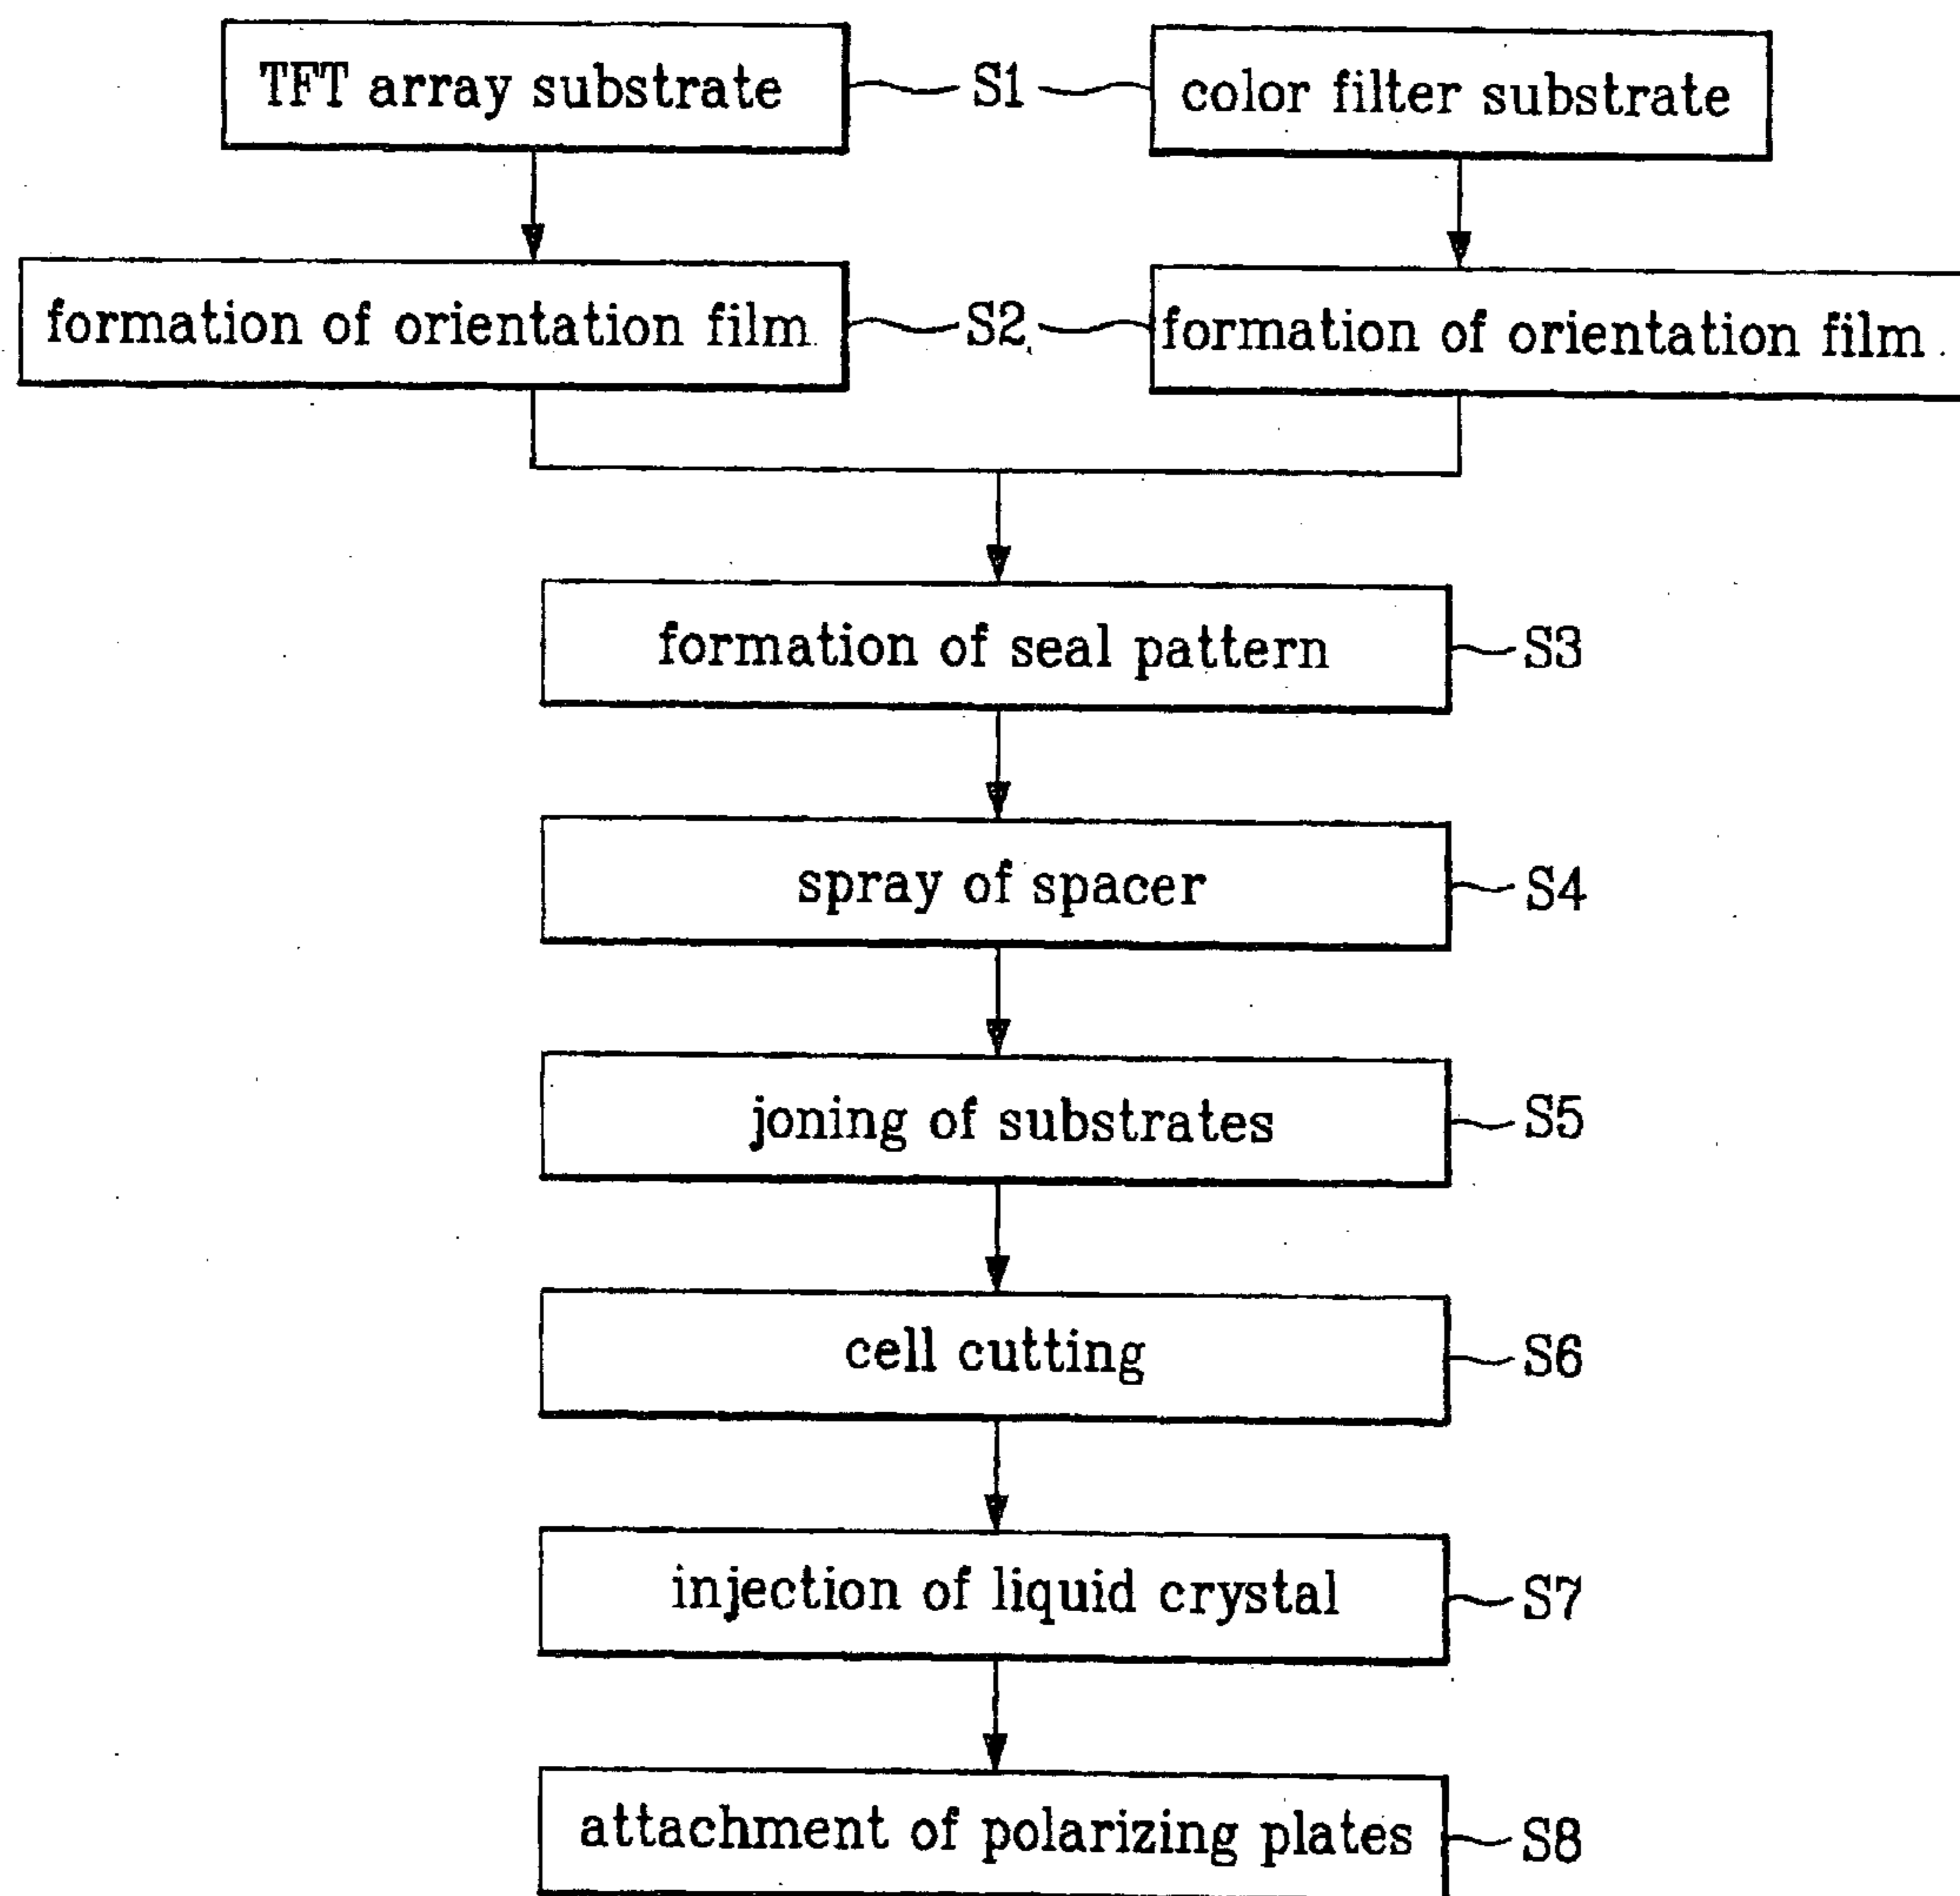 TFT array substrate
S1
color filter substrate
formation of orientation film
S2
formation of orientation film
formation of seal pattern
S3
spray of spacer
S4
joning of substrates
S5
cell cutting
S6
injection of liquid crystal
S7
attachment of polarizing plates
S8